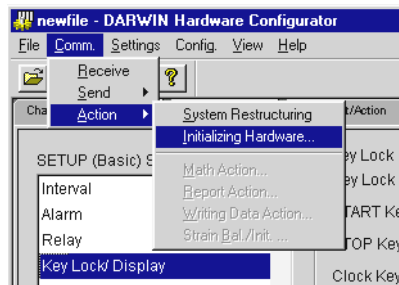 newfile - DARWIN Hardware Configurator
File Comm. Settings Config. View Help
Receive
Send
Action
System Restructuring
Initializing Hardware...
Math Action...
Report Action...
Writing Data Action...
Strain Bal./Init. ...
t/Action
SETUP (Basic) S
Interval
Alarm
Relay
Key Lock/ Display
ey Lock
ey Lock
TART Ke
TOP Key
Clock Key